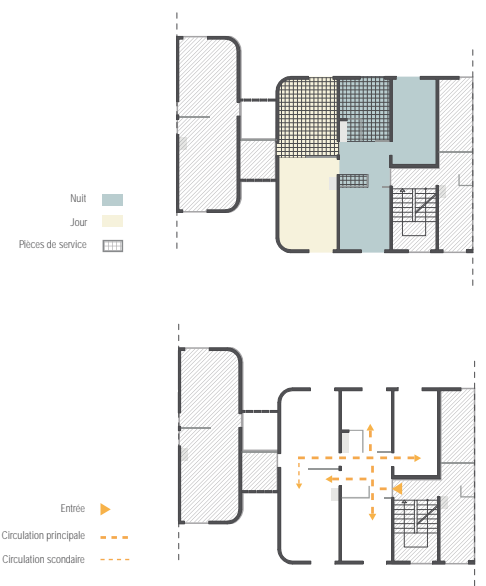 Nuit
Jour
Pièces de service
Entrée
Circulation principale
Circulation scondaire